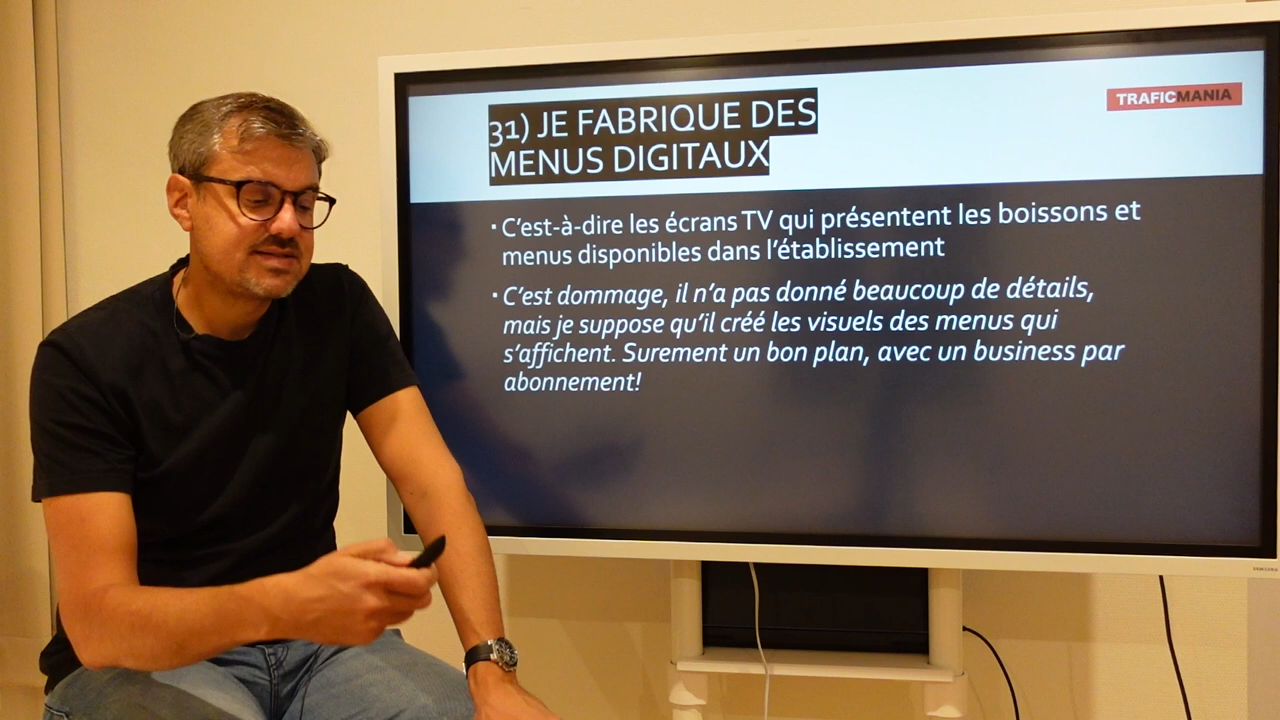 31) JE FABRIQUE DES
MENUS DIGITAUX
TRAFICMANIA
▪ C'est-à-dire les écrans TV qui présentent les boissons et
menus disponibles dans l'établissement
▪ C'est dommage, il n'a pas donné beaucoup de détails,
mais je suppose qu'il créé les visuels des menus qui
s'affichent. Surement un bon plan, avec un business par
abonnement!
SAMSUNG